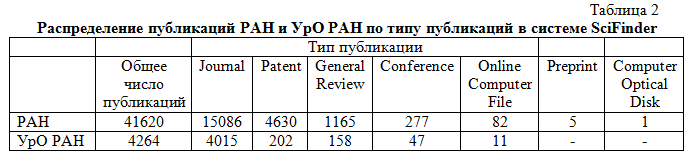 Таблица 2
Распределение публикаций РАН и УрО РАН по типу публикаций в системе SciFinder
Тип публикации
Общее число публикаций Journal Patent General Review Conference Online Computer File Preprint Computer Optical Disk
РАН 41620 15086 4630 1165 277 82 5 1
УрО РАН 4264 4015 202 158 47 11 - -